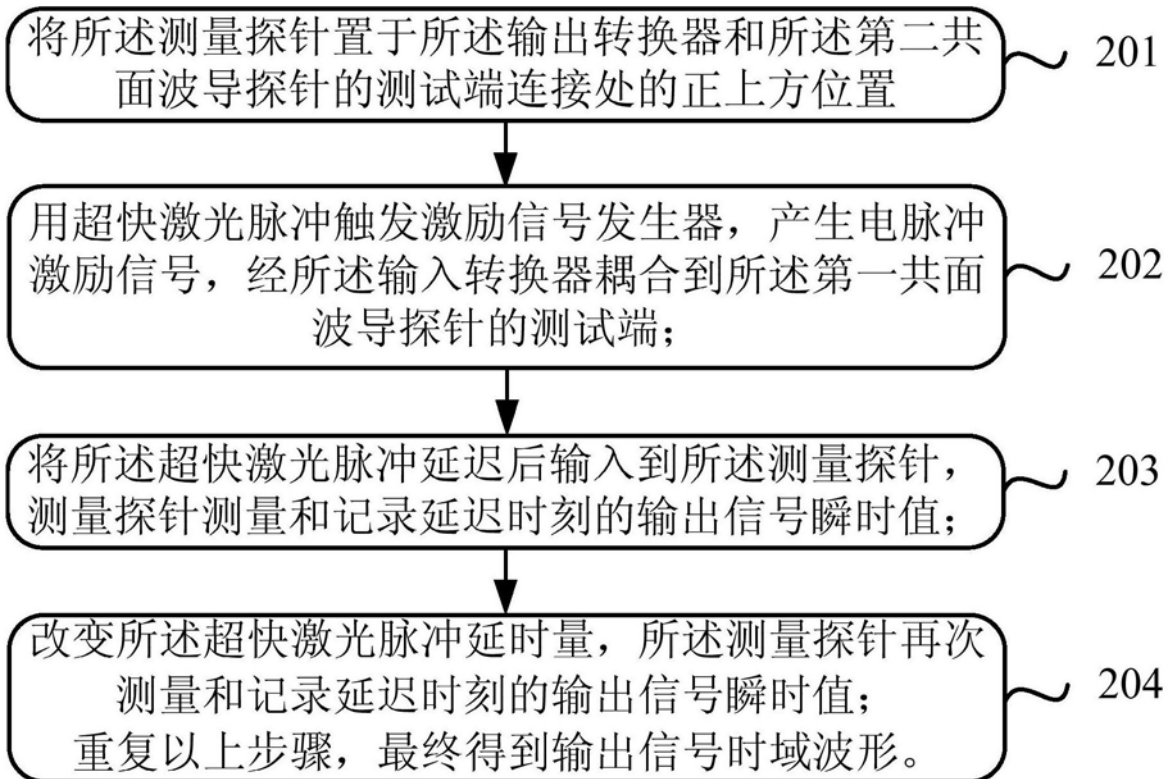 将所述测量探针置于所述输出转换器和所述第二共
面波导探针的测试端连接处的正上方位置
201
用超快激光脉冲触发激励信号发生器，产生电脉冲
激励信号，经所述输入转换器耦合到所述第一共面
波导探针的测试端；
202
将所述超快激光脉冲延迟后输入到所述测量探针，
测量探针测量和记录延迟时刻的输出信号瞬时值；
203
改变所述超快激光脉冲延时量，所述测量探针再次
测量和记录延迟时刻的输出信号瞬时值；
重复以上步骤，最终得到输出信号时域波形。
204